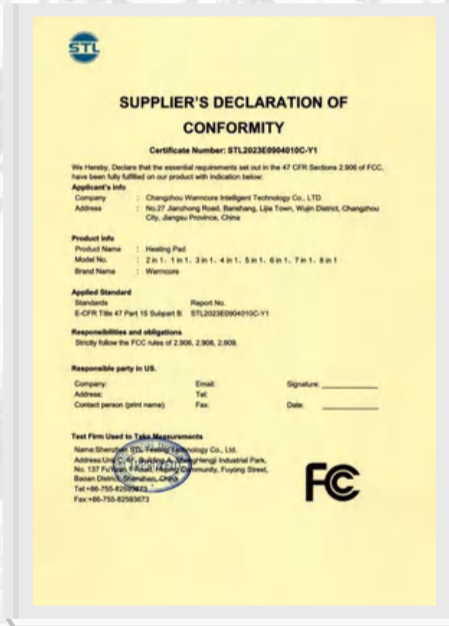 STL
SUPPLIER'S DECLARATION OF
CONFORMITY
Certificate Number: STL2023E0904010C-Y1
We Hereby, Declare that the essential requirements set out in the 47 CFR Sections 2.906 of FCC,
have been fully fulfilled on our product with indication below:
Applicant's info
Company : Changzhou Warmcore Intelligent Technology Co., LTD.
Address : No.27 Jianzhong Road, Banshang, Lijia Town, Wujin District, Changzhou
City, Jiangsu Province, China
Product info
Product Name : Heating Pad
Model No. : 2 in 1, 1 in 1, 3 in 1, 4 in 1, 5 in 1, 6 in 1, 7 in 1, 8 in 1
Brand Name : Warmcore
Applied Standard
Standards Report No.
E-CFR Title 47 Part 15 Subpart B STL2023E0904010C-Y1
Responsibilities and obligations
Strictly follow the FCC rules of 2.906, 2.908, 2.909.
Responsible party in US.
Company: Email: Signature:
Address: Tel:
Contact person (print name): Fax: Date:
Test Firm Used to Take Measurements
Name:Shenzhen STL Testing Technology Co., Ltd.
Building A, Industrial Park,
No. 137 Community, Fuyong Street,
Baoan District, Shenzhen, China
Tel:+86-755-82593673
Fax:+86-755-82593673
FC